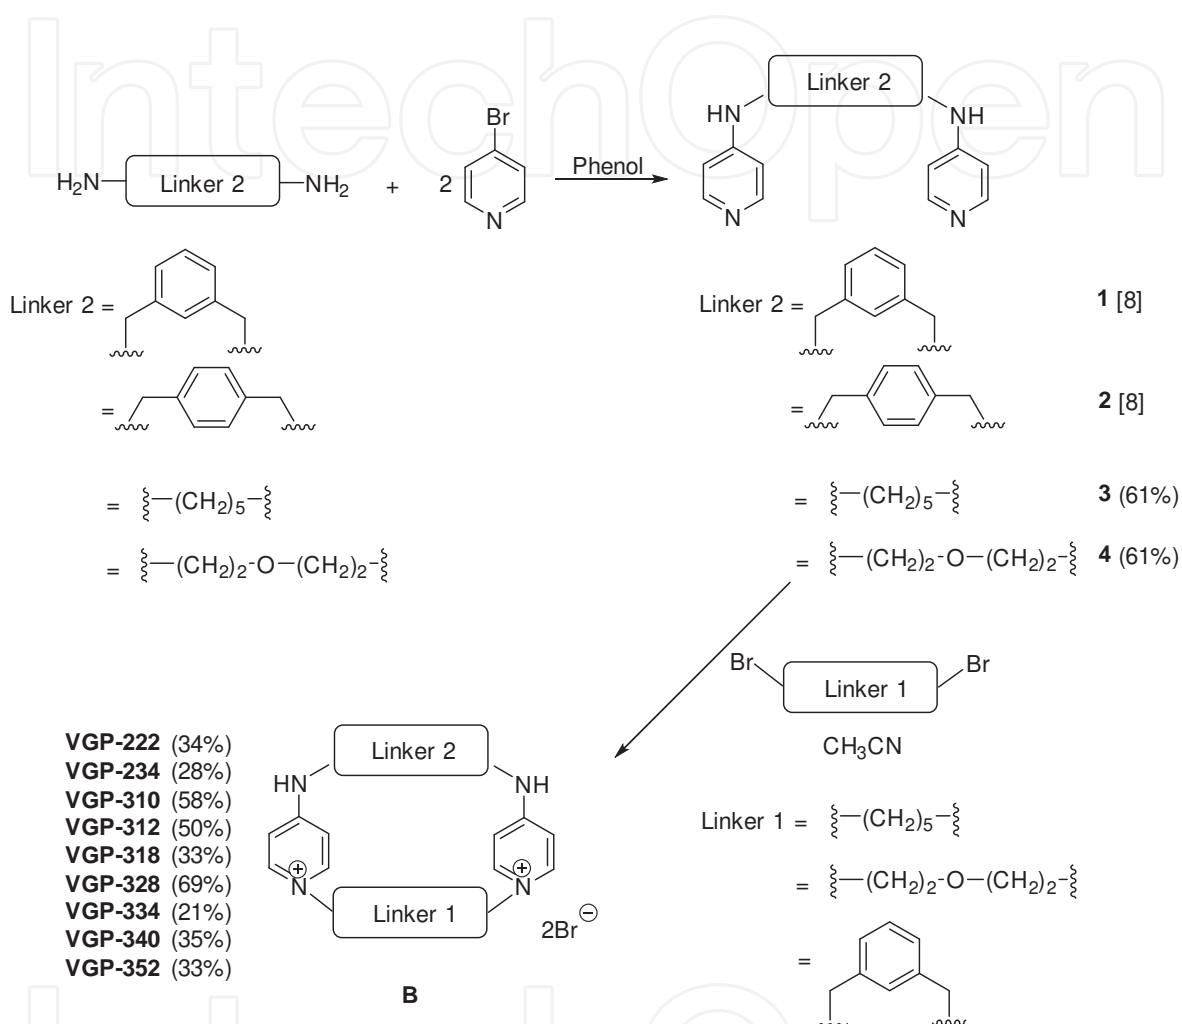 IntechOpen
H₂N Linker 2 NH₂ + 2 Br N Phenol HN Linker 2 NH N N
Linker 2 = Linker 2 = 1 [8]
= = 2 [8]
= (CH₂)₅ = (CH₂)₅ 3 (61%)
= (CH₂)₂-O-(CH₂)₂ = (CH₂)₂-O-(CH₂)₂ 4 (61%)
Br Linker 1 Br
CH₃CN
VGP-222 (34%)
VGP-234 (28%)
VGP-310 (58%)
VGP-312 (50%)
VGP-318 (33%)
VGP-328 (69%)
VGP-334 (21%)
VGP-340 (35%)
VGP-352 (33%)
Linker 2
HN NH
⊕ ⊕
N N
Linker 1
2Br⊖
B
Linker 1 = (CH₂)₅
= (CH₂)₂-O-(CH₂)₂
=